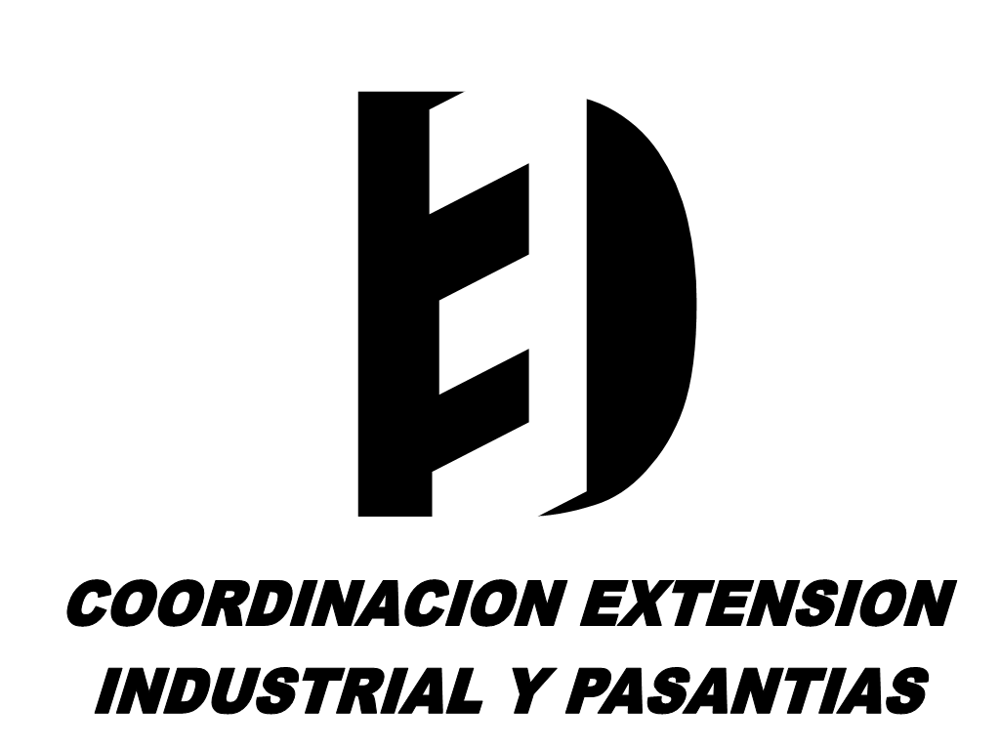 COORDINACION EXTENSION
INDUSTRIAL Y PASANTIAS